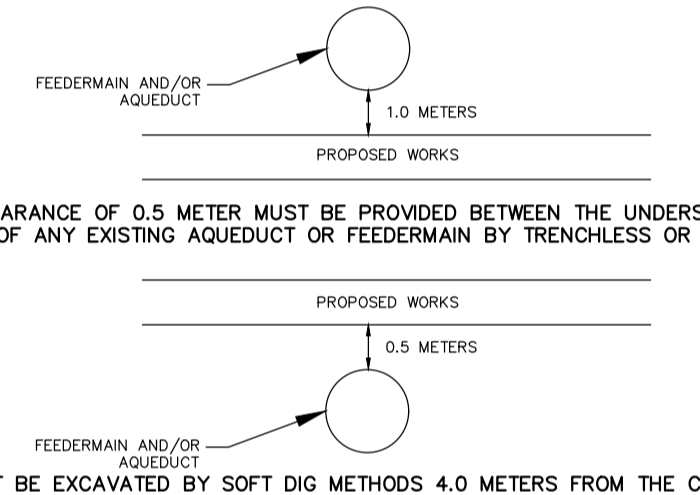 FEEDERMAIN AND/OR
AQUEDUCT
1.0 METERS
PROPOSED WORKS
ARANCE OF 0.5 METER MUST BE PROVIDED BETWEEN THE UNDERS
OF ANY EXISTING AQUEDUCT OR FEEDERMAIN BY TRENCHLESS OR
PROPOSED WORKS
0.5 METERS
FEEDERMAIN AND/OR
AQUEDUCT
BE EXCAVATED BY SOFT DIG METHODS 4.0 METERS FROM THE